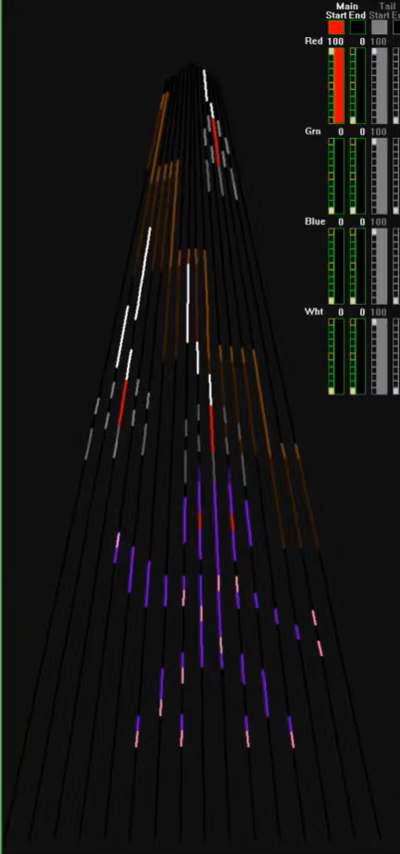 Main Tail
Start End Start En
Red 100 0 100
Grn 0 0 100
Blue 0 0 100
Wht 0 0 100